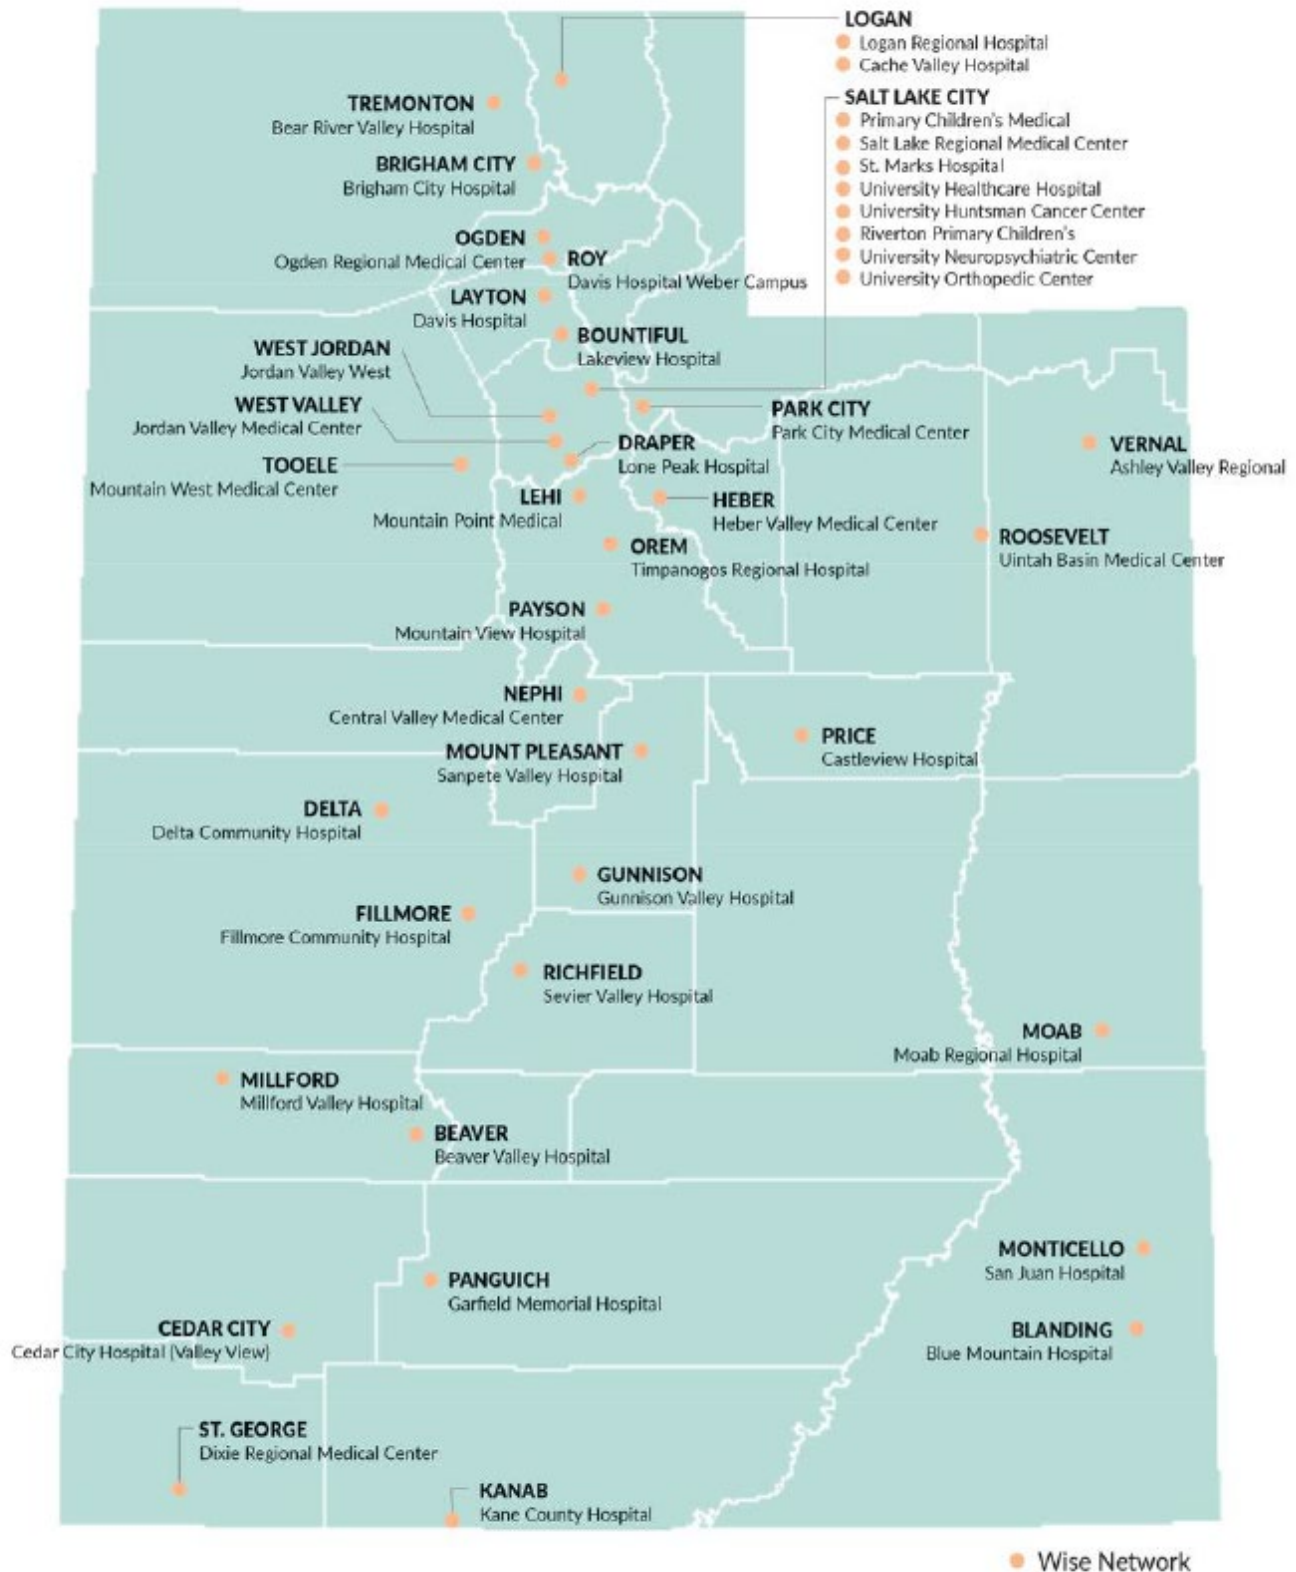 LOGAN
Logan Regional Hospital
Cache Valley Hospital
SALT LAKE CITY
Primary Children's Medical
Salt Lake Regional Medical Center
St. Marks Hospital
University Healthcare Hospital
University Huntsman Cancer Center
Riverton Primary Children's
University Neuropsychiatric Center
University Orthopedic Center
TREMONTON
Bear River Valley Hospital
BRIGHAM CITY
Brigham City Hospital
OGDEN
Ogden Regional Medical Center
ROY
Davis Hospital Weber Campus
LAYTON
Davis Hospital
BOUNTIFUL
Lakeview Hospital
WEST JORDAN
Jordan Valley West
WEST VALLEY
Jordan Valley Medical Center
PARK CITY
Park City Medical Center
DRAPER
Lone Peak Hospital
VERNAL
Ashley Valley Regional
TOOELE
Mountain West Medical Center
LEHI
Mountain Point Medical
HEBER
Heber Valley Medical Center
ROOSEVELT
Uintah Basin Medical Center
OREM
Timpanogos Regional Hospital
PAYSON
Mountain View Hospital
NEPHI
Central Valley Medical Center
PRICE
Castleview Hospital
MOUNT PLEASANT
Sanpete Valley Hospital
DELTA
Delta Community Hospital
GUNNISON
Gunnison Valley Hospital
FILLMORE
Fillmore Community Hospital
RICHFIELD
Sevier Valley Hospital
MOAB
Moab Regional Hospital
MILLFORD
Millford Valley Hospital
BEAVER
Beaver Valley Hospital
MONTICELLO
San Juan Hospital
PANGUICH
Garfield Memorial Hospital
CEDAR CITY
Cedar City Hospital (Valley View)
BLANDING
Blue Mountain Hospital
ST. GEORGE
Dixie Regional Medical Center
KANAB
Kane County Hospital
Wise Network